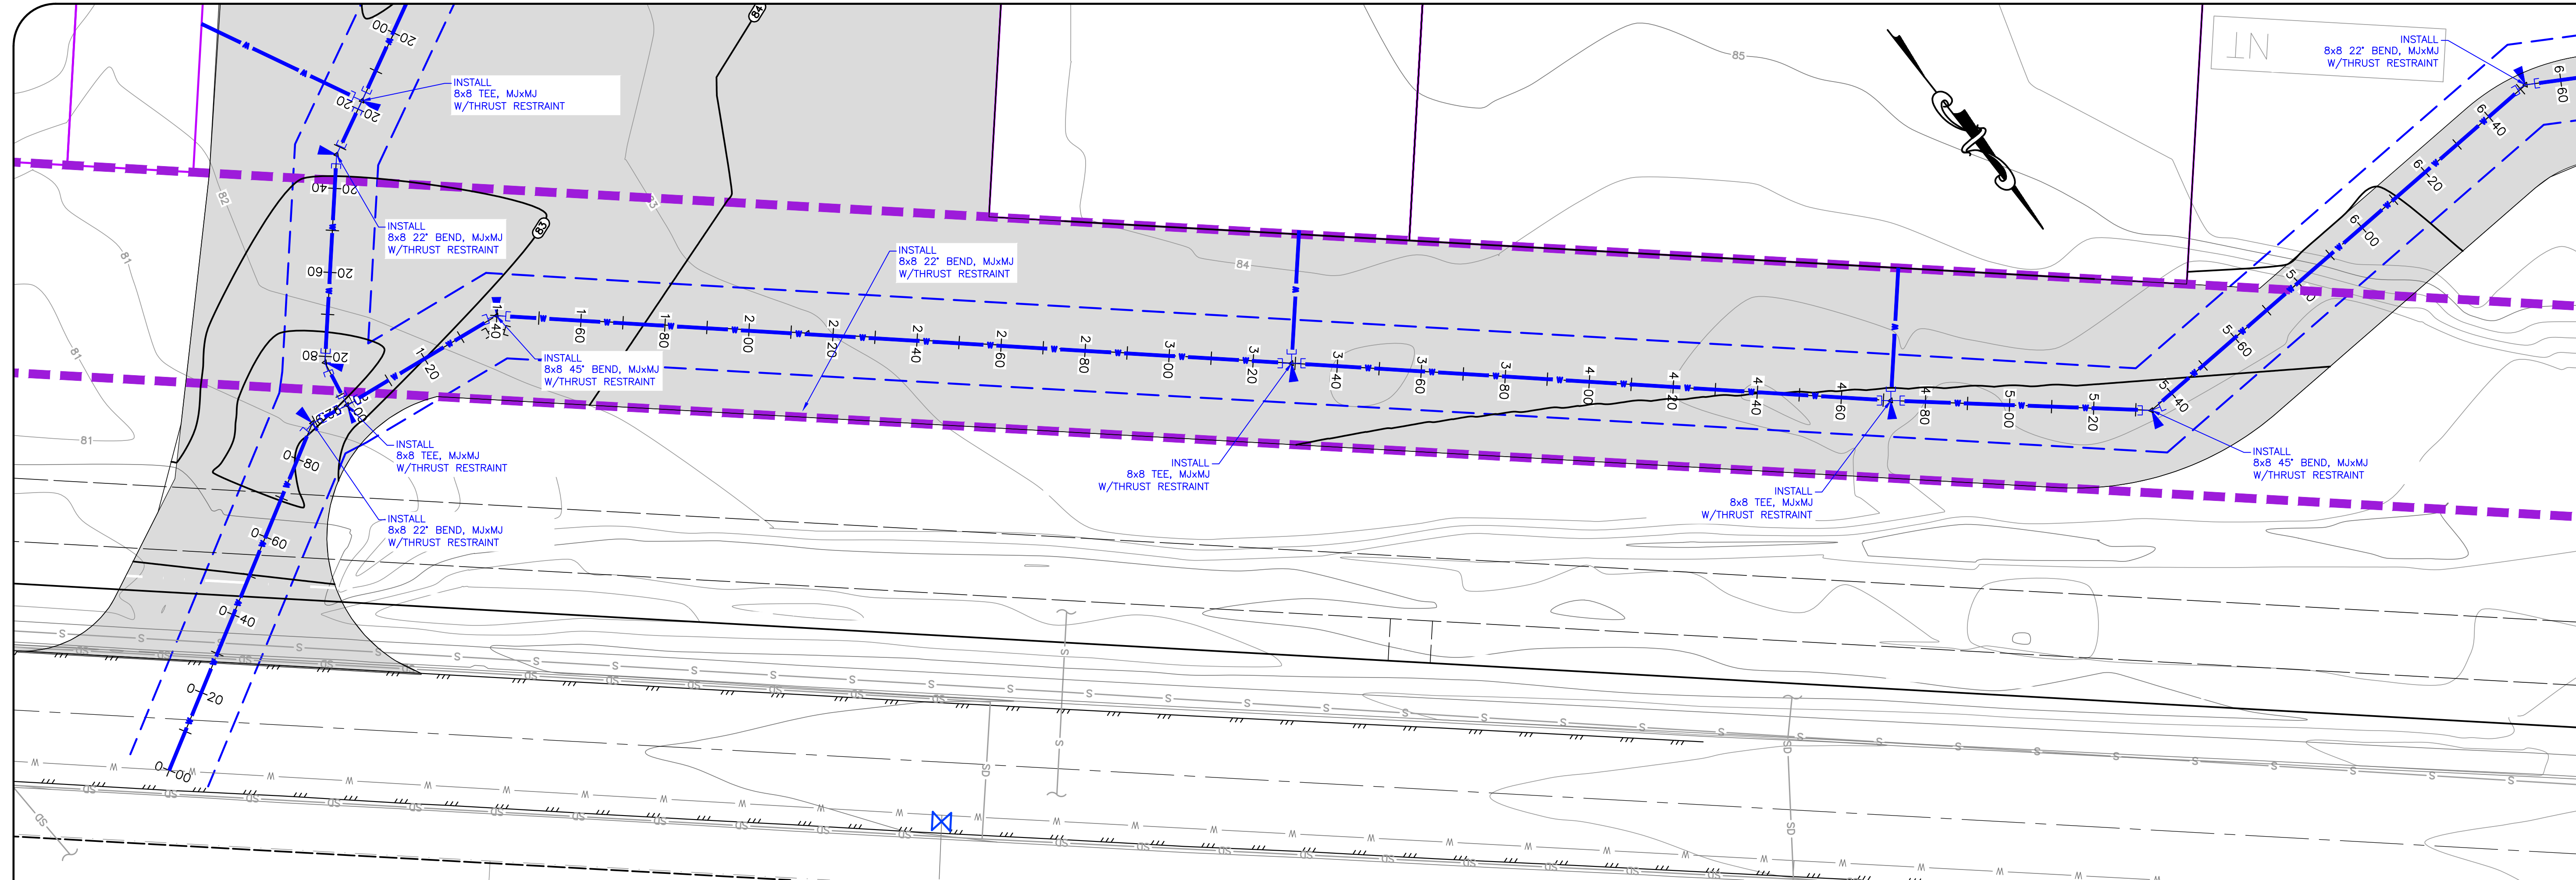 INSTALL
8x8 TEE, MJxMJ
W/THRUST RESTRAINT
INSTALL
8x8 22° BEND, MJxMJ
W/THRUST RESTRAINT
INSTALL
8x8 22° BEND, MJxMJ
W/THRUST RESTRAINT
INSTALL
8x8 45° BEND, MJxMJ
W/THRUST RESTRAINT
INSTALL
8x8 TEE, MJxMJ
W/THRUST RESTRAINT
INSTALL
8x8 22° BEND, MJxMJ
W/THRUST RESTRAINT
INSTALL
8x8 TEE, MJxMJ
W/THRUST RESTRAINT
INSTALL
8x8 TEE, MJxMJ
W/THRUST RESTRAINT
INSTALL
8x8 45° BEND, MJxMJ
W/THRUST RESTRAINT
INSTALL
8x8 22° BEND, MJxMJ
W/THRUST RESTRAINT
84
85
83
83
82
81
81
81
84
20-00
20-20
20-40
20-60
20-80
0-00
0-20
0-40
0-60
0-80
1-20
1-40
1-60
1-80
2-00
2-20
2-40
2-60
2-80
3-00
3-20
3-40
3-60
3-80
4-00
4-20
4-40
4-60
4-80
5-00
5-20
5-40
5-60
6-00
6-20
6-40
6-60
S
SD
W